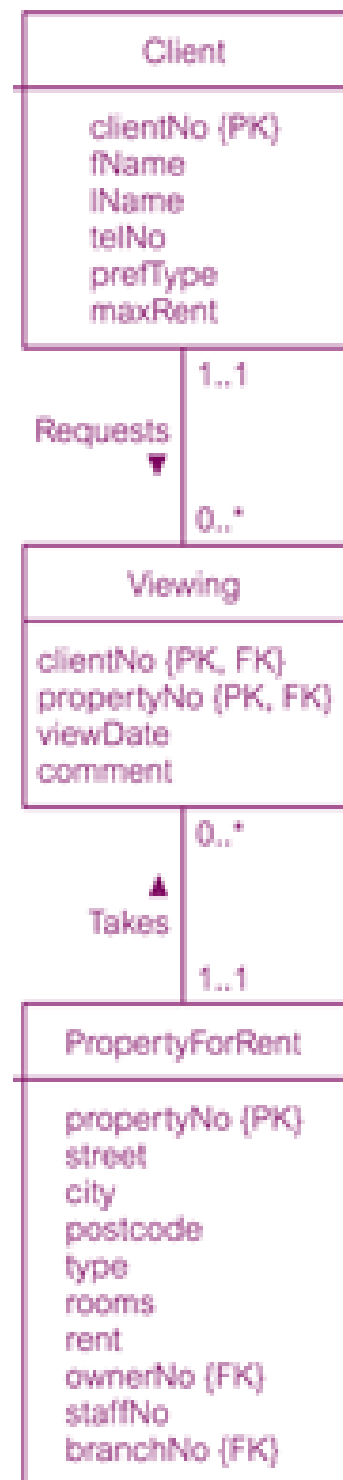 Client
clientNo {PK}
fName
lName
telNo
prefType
maxRent
1..1
Requests
▼
0..*
Viewing
clientNo {PK, FK}
propertyNo {PK, FK}
viewDate
comment
0..*
▲
Takes
1..1
PropertyForRent
propertyNo {PK}
street
city
postcode
type
rooms
rent
ownerNo {FK}
staffNo
branchNo {FK}